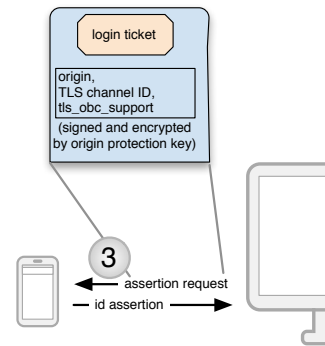 login ticket
origin,
TLS channel ID,
tls_obc_support
(signed and encrypted
by origin protection key)
3
assertion request
id assertion